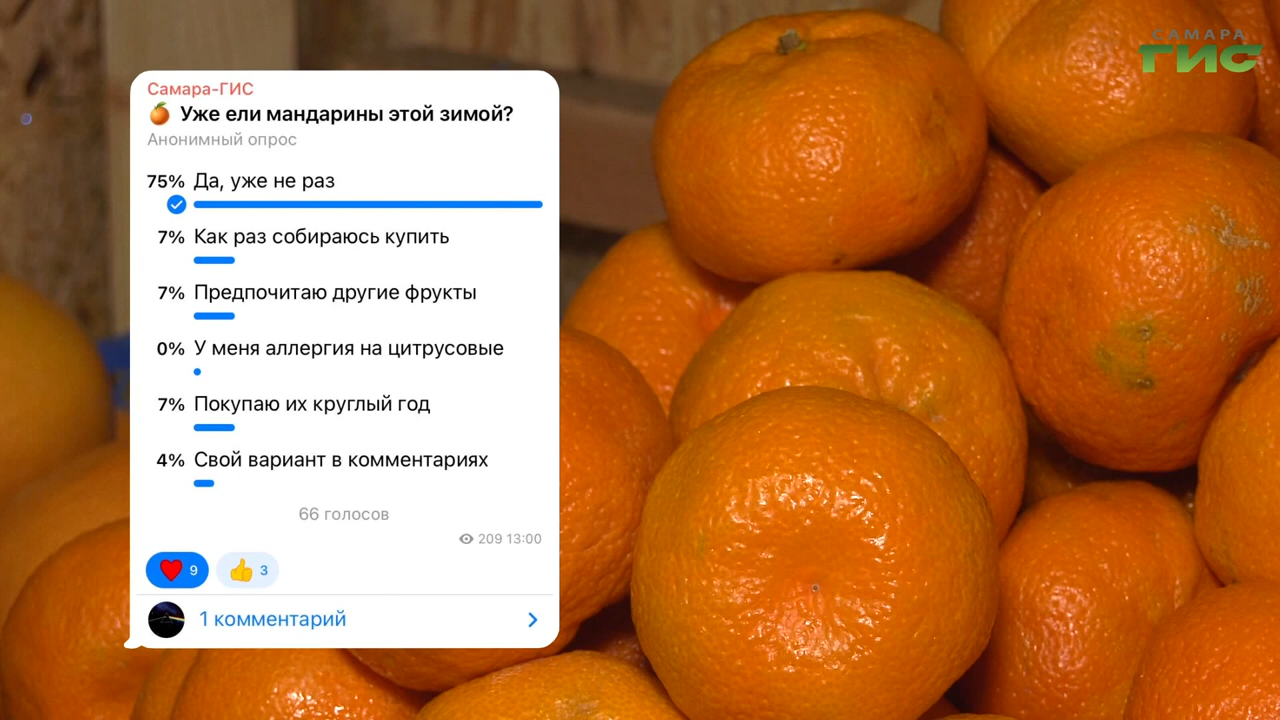 САМАРА
ГИС
Самара-ГИС
🍊 Уже ели мандарины этой зимой?
Анонимный опрос
75% Да, уже не раз
7% Как раз собираюсь купить
7% Предпочитаю другие фрукты
0% У меня аллергия на цитрусовые
7% Покупаю их круглый год
4% Свой вариант в комментариях
66 голосов
209 13:00
❤️ 9 👍 3
1 комментарий